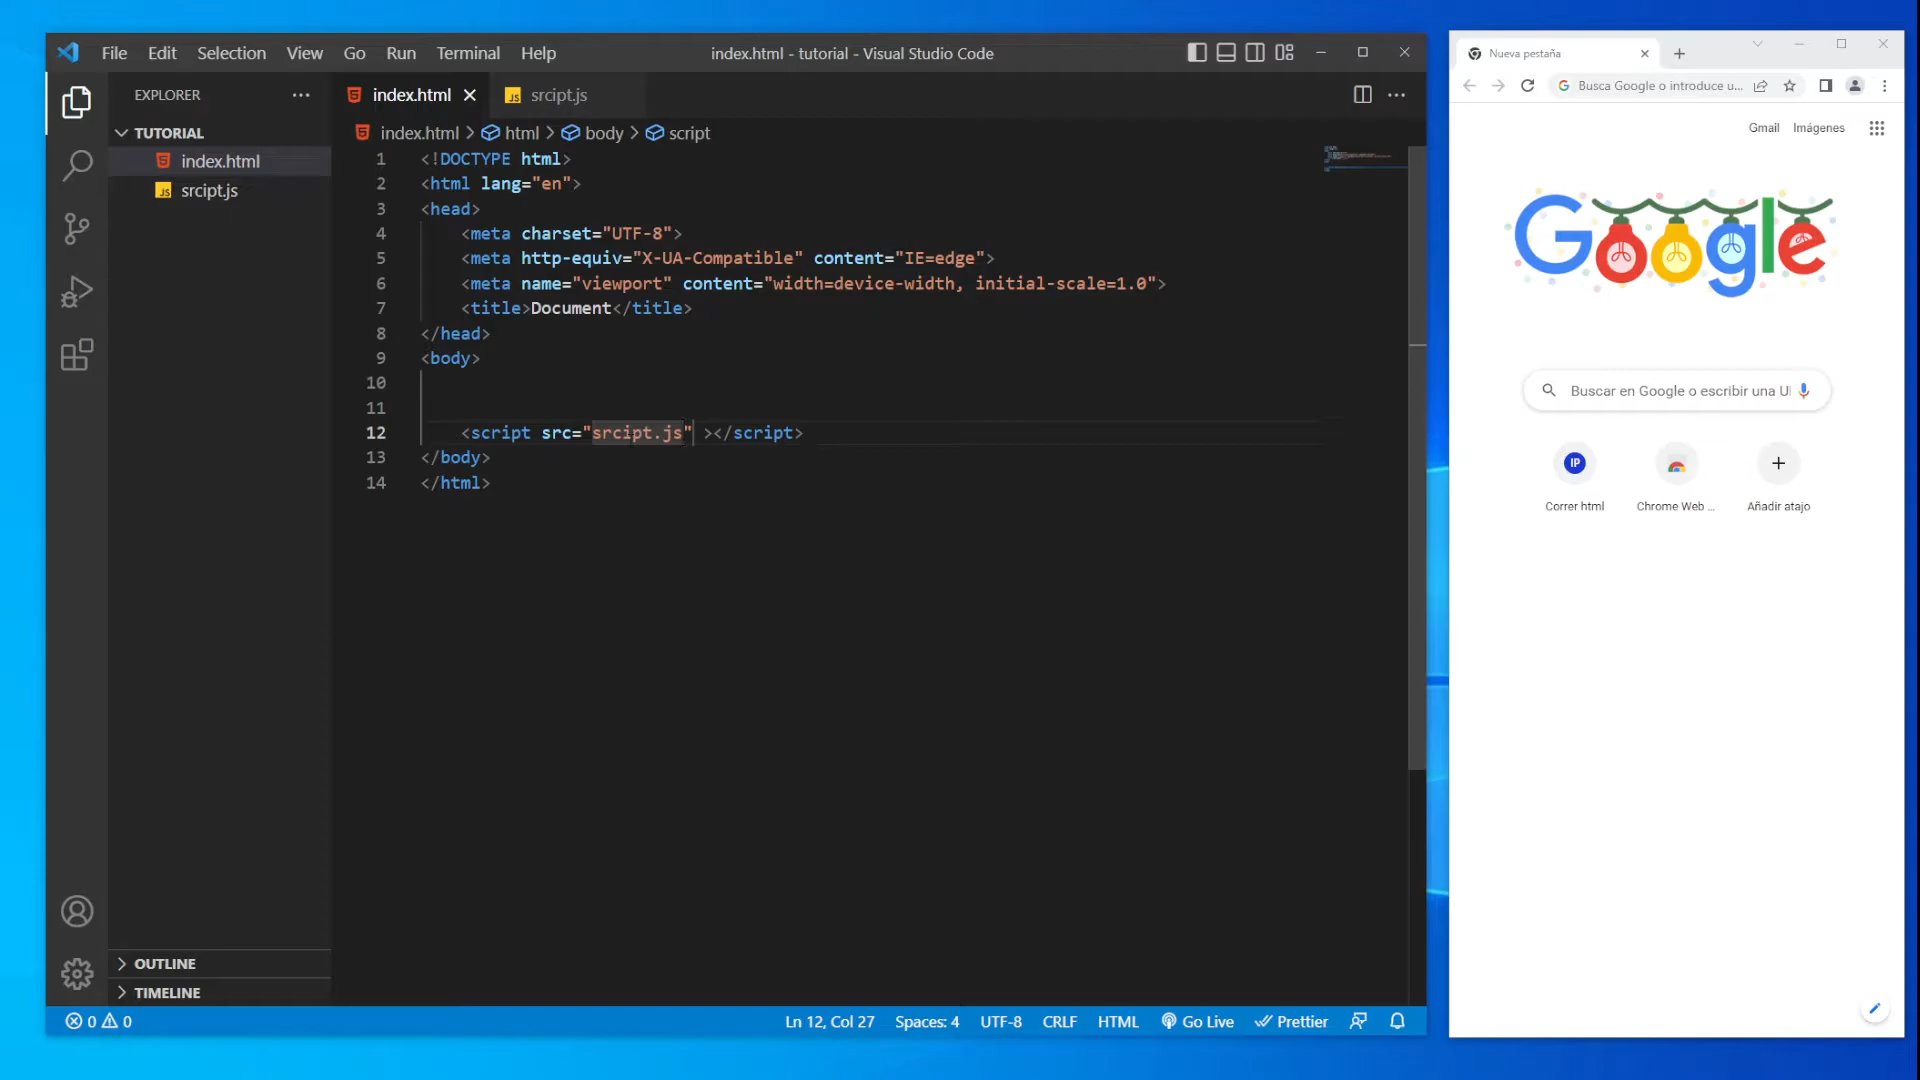 File Edit Selection View Go Run Terminal Help
index.html - tutorial - Visual Studio Code
EXPLORER
TUTORIAL
index.html
srcipt.js
OUTLINE
TIMELINE
index.html
srcipt.js
index.html > html > body > script
1 <!DOCTYPE html>
2 <html lang="en">
3 <head>
4 <meta charset="UTF-8">
5 <meta http-equiv="X-UA-Compatible" content="IE=edge">
6 <meta name="viewport" content="width=device-width, initial-scale=1.0">
7 <title>Document</title>
8 </head>
9 <body>
10
11
12 <script src="srcipt.js" ></script>
13 </body>
14 </html>
0 0
Ln 12, Col 27 Spaces: 4 UTF-8 CRLF HTML Go Live Prettier
Nueva pestaña
Busca Google o introduce u...
Gmail Imágenes
Google
Buscar en Google o escribir una U
IP
Correr html Chrome Web ... Añadir atajo